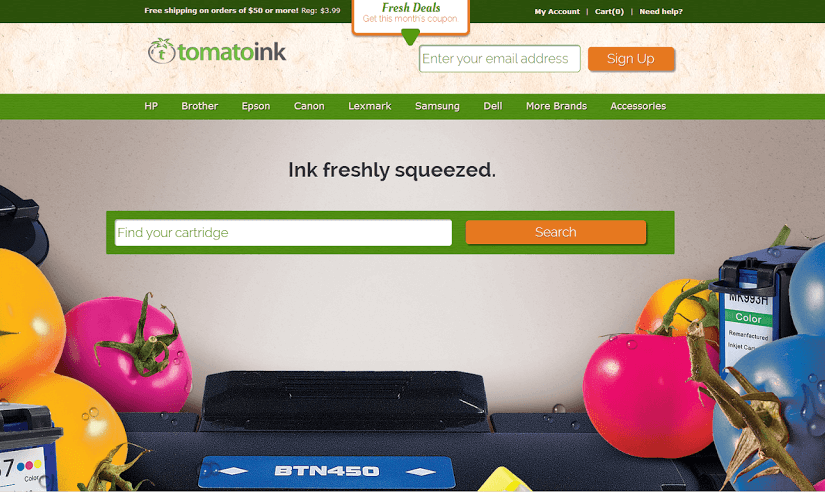 Free shipping on orders of $50 or more! Reg: $3.99
Fresh Deals
Get this month's coupon
My Account | Cart(0) | Need help?
tomatoink
Enter your email address
Sign Up
HP Brother Epson Canon Lexmark Samsung Dell More Brands Accessories
Ink freshly squeezed.
Find your cartridge
Search
MK993H
Color
Remanufactured
Inkjet Cart
7
BTN450